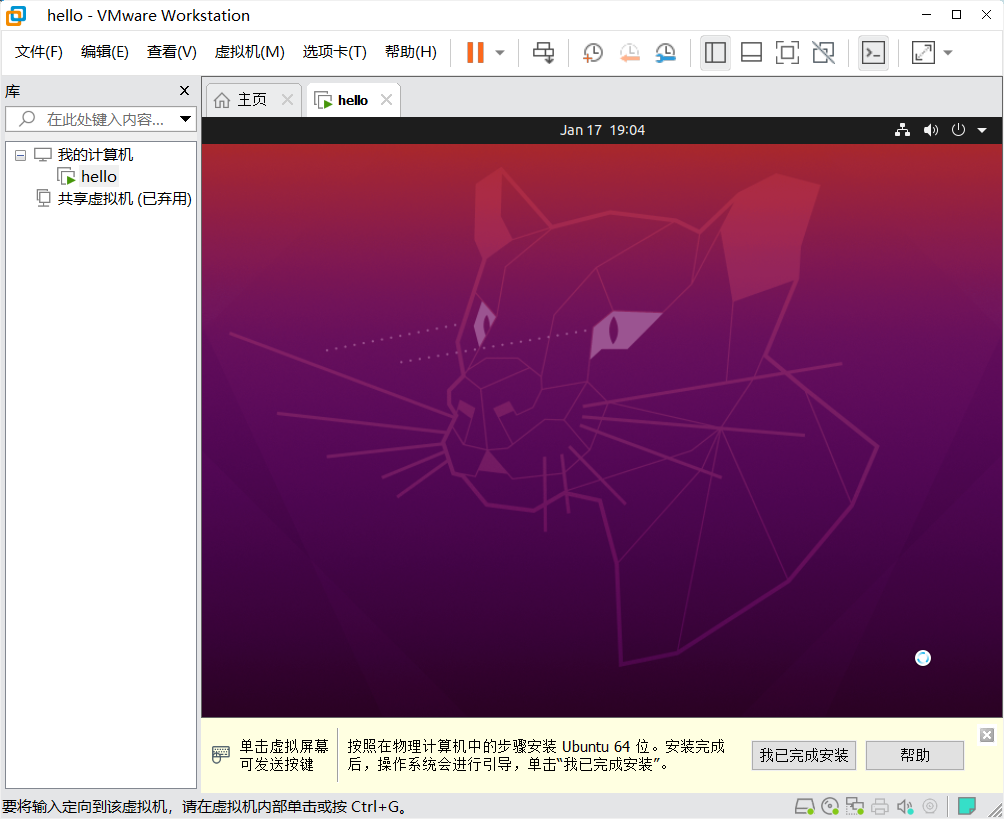 hello - VMware Workstation
文件(F) 编辑(E) 查看(V) 虚拟机(M) 选项卡(T) 帮助(H)
库
在此处键入内容...
我的计算机
hello
共享虚拟机 (已弃用)
主页
hello
Jan 17 19:04
单击虚拟屏幕
可发送按键
按照在物理计算机中的步骤安装 Ubuntu 64 位。安装完成
后，操作系统会进行引导，单击“我已完成安装”。
我已完成安装
帮助
要将输入定向到该虚拟机，请在虚拟机内部单击或按 Ctrl+G。